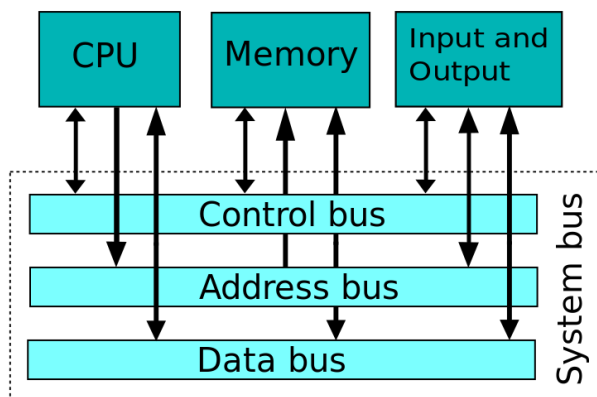 CPU
Memory
Input and
Output
Control bus
Address bus
Data bus
System bus